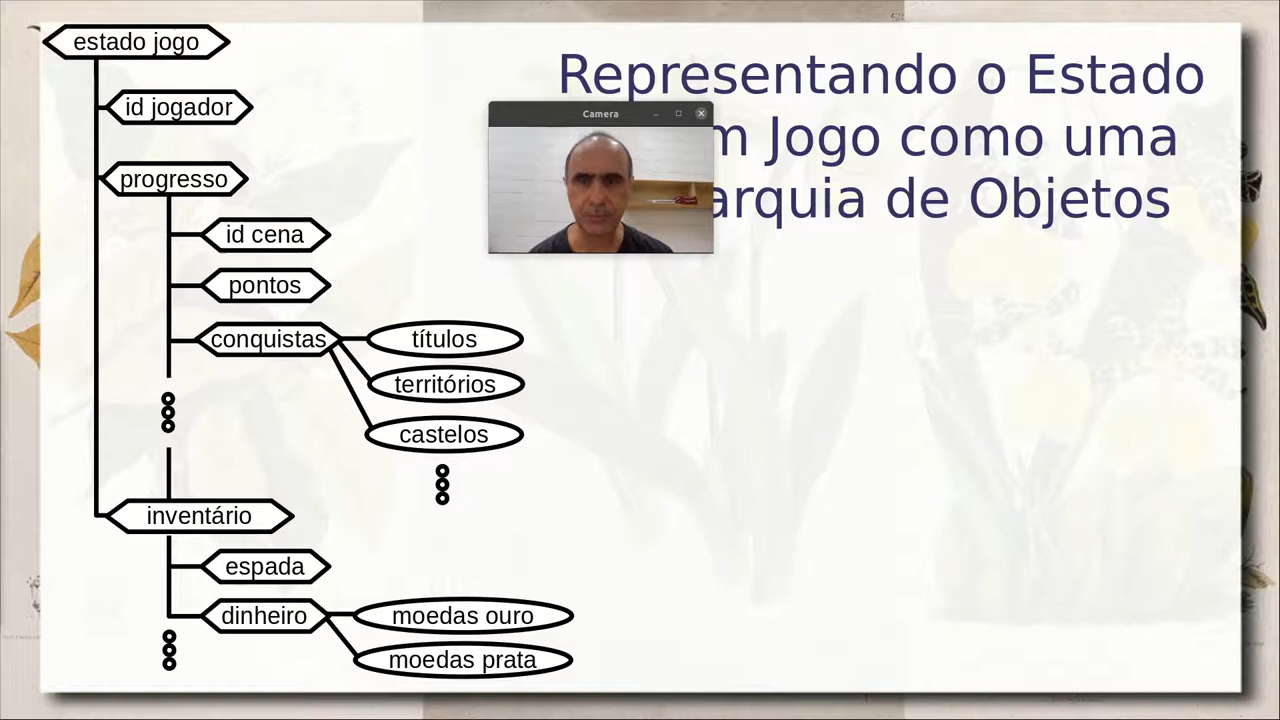 estado jogo
Representando o Estado
id jogador
Camera
Jogo como uma
progresso
de Objetos
id cena
pontos
conquistas
títulos
territórios
castelos
inventário
espada
dinheiro
moedas ouro
moedas prata